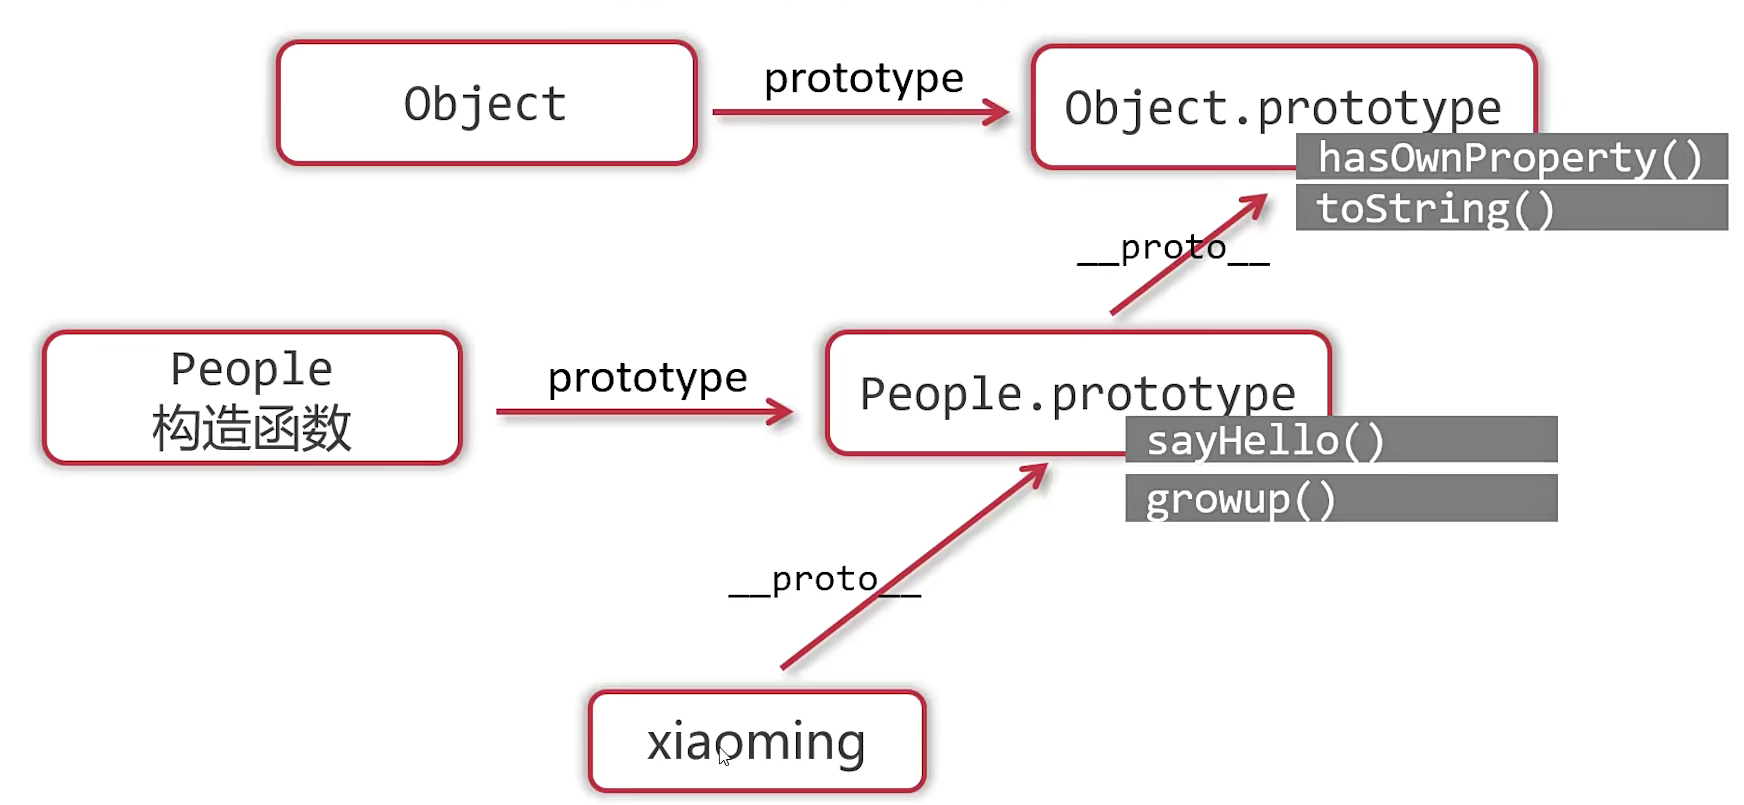 Object
prototype
Object.prototype
hasOwnProperty()
toString()
__proto__
People
构造函数
prototype
People.prototype
sayHello()
growup()
__proto__
xiaoming